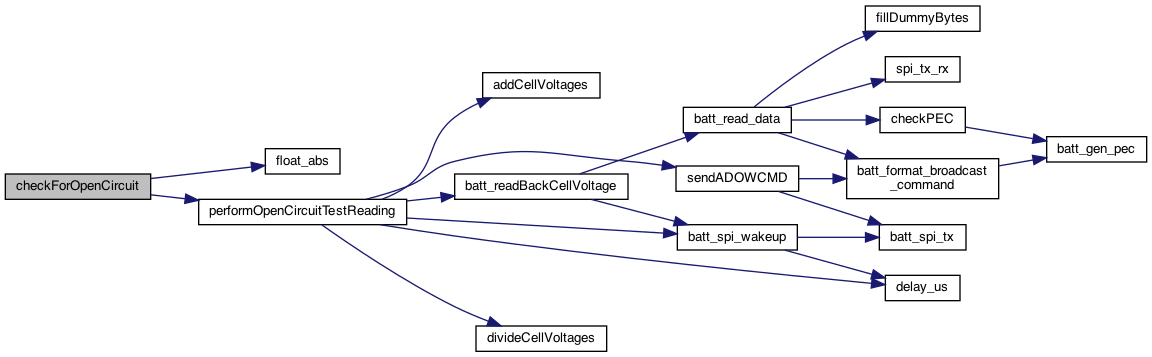 checkForOpenCircuit
float_abs
performOpenCircuitTestReading
addCellVoltages
batt_readBackCellVoltage
divideCellVoltages
batt_read_data
sendADOWCMD
batt_spi_wakeup
fillDummyBytes
spi_tx_rx
checkPEC
batt_format_broadcast
_command
batt_spi_tx
delay_us
batt_gen_pec